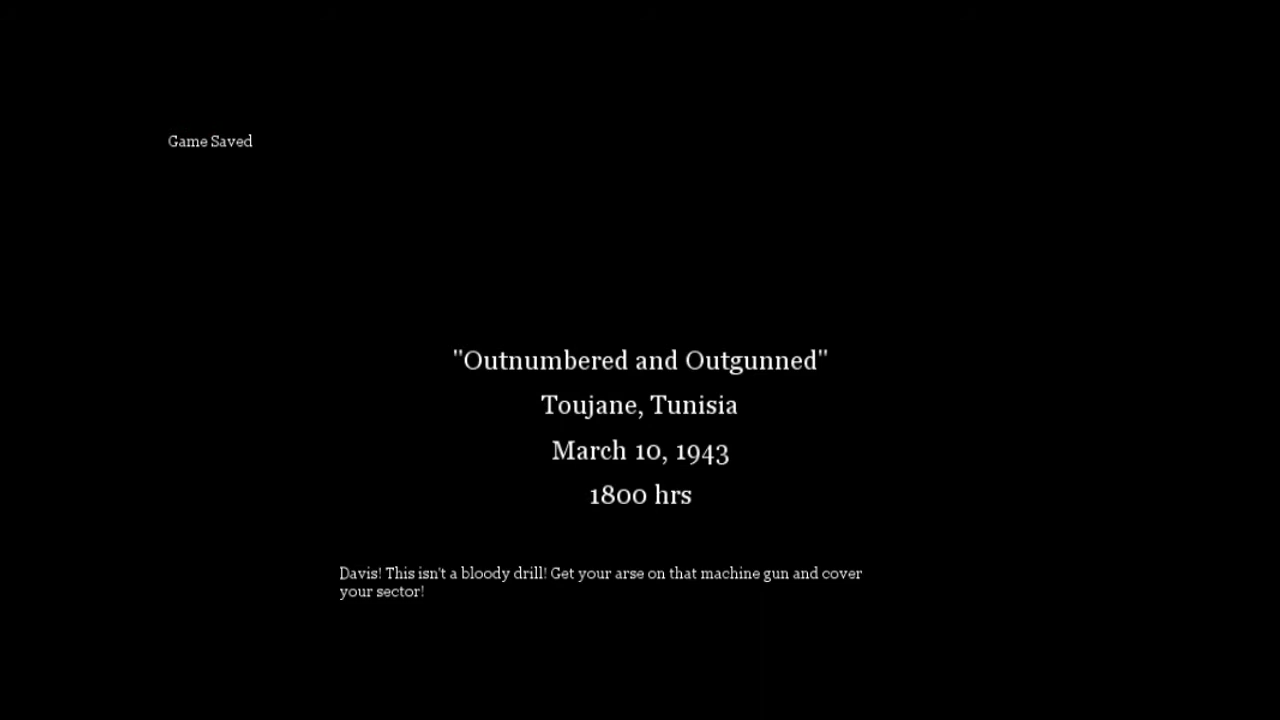 Game Saved
"Outnumbered and Outgunned"
Toujane, Tunisia
March 10, 1943
1800 hrs
Davis! This isn't a bloody drill! Get your arse on that machine gun and cover
your sector!